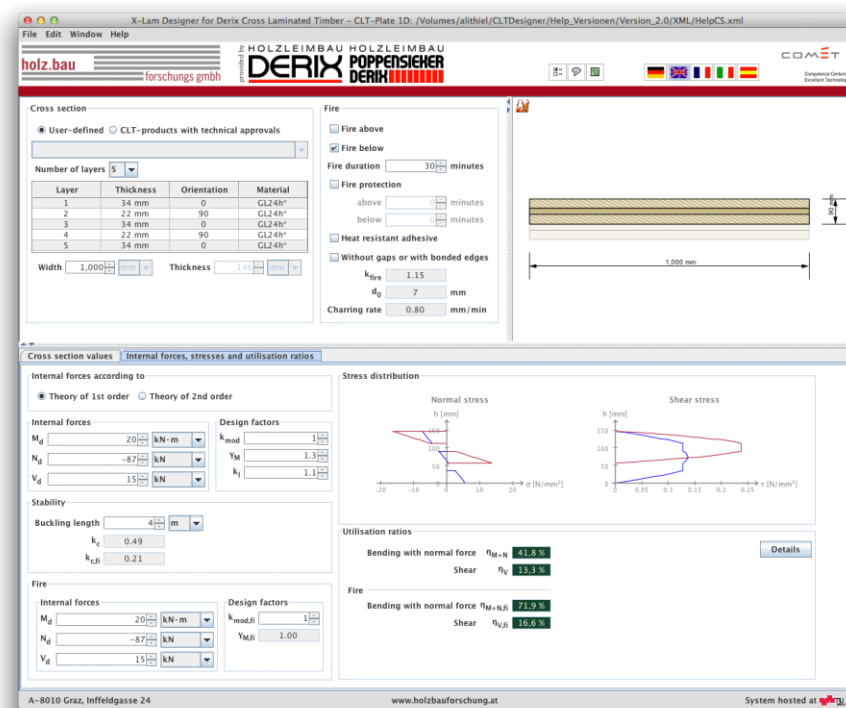 X-Lam Designer for Derix Cross Laminated Timber - CLT-Plate 1D: /Volumes/alithiel/CLTDesigner/Help_Versionen/Version_2.0/XML/HelpCS.xml
File Edit Window Help
holz.bau
forschungs gmbh
provided by
HOLZLEIMBAU HOLZLEIMBAU
DERIX POPPENSIEKER
DERIX
COMET
Competence Centers
Excellent Technolog
Cross section
User-defined CLT-products with technical approvals
Number of layers 5
Layer Thickness Orientation Material
1 34 mm 0 GL24h*
2 22 mm 90 GL24h*
3 34 mm 0 GL24h*
4 22 mm 90 GL24h*
5 34 mm 0 GL24h*
Width 1,000 mm Thickness 146 mm
Fire
Fire above
Fire below
Fire duration 30 minutes
Fire protection
above 0 minutes
below 0 minutes
Heat resistant adhesive
Without gaps or with bonded edges
kfire 1.15
d0 7 mm
Charring rate 0.80 mm/min
90 mm
1,000 mm
Cross section values Internal forces, stresses and utilisation ratios
Internal forces according to
Theory of 1st order Theory of 2nd order
Internal forces
Md 20 kN·m
Nd -87 kN
Vd 15 kN
Design factors
kmod 1
γM 1.3
kl 1.1
Stability
Buckling length 4 m
kc 0.49
kc,fi 0.21
Fire
Internal forces
Md 20 kN·m
Nd -87 kN
Vd 15 kN
Design factors
kmod,fi 1
γM,fi 1.00
Stress distribution
Normal stress
h [mm]
150
100
50
-20 -10 0 10 20 σ [N/mm²]
Shear stress
h [mm]
150
100
50
0
0 0.05 0.1 0.15 0.2 0.25 τ [N/mm²]
Utilisation ratios
Bending with normal force ηM+N 41,8 %
Shear ηV 13,3 %
Details
Fire
Bending with normal force ηM+N,fi 71,9 %
Shear ηV,fi 16,6 %
A-8010 Graz, Inffeldgasse 24
www.holzbauforschung.at
System hosted at TU